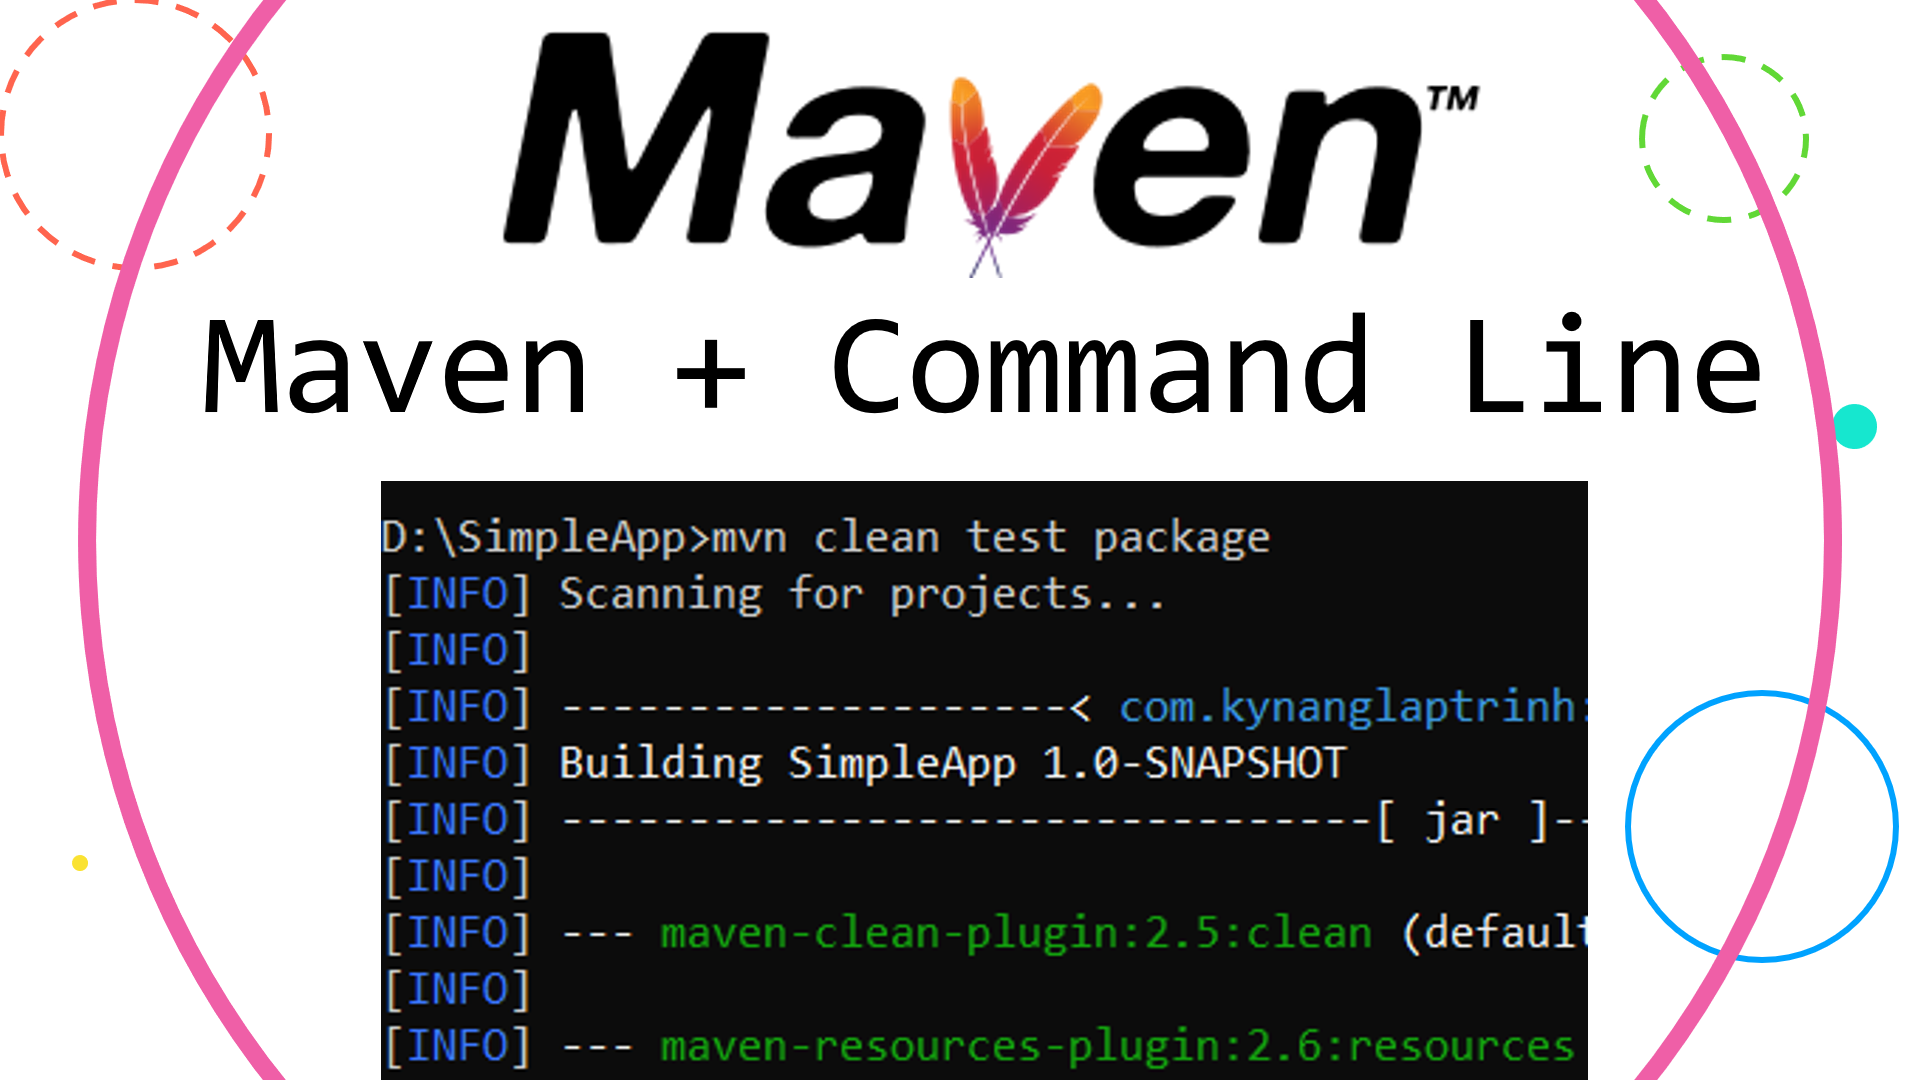 Maven™
Maven + Command Line
D:\SimpleApp>mvn clean test package
[INFO] Scanning for projects...
[INFO]
[INFO] --------------------< com.kynanglaptrinh:
[INFO] Building SimpleApp 1.0-SNAPSHOT
[INFO] --------------------------------[ jar ]--
[INFO]
[INFO] --- maven-clean-plugin:2.5:clean (default
[INFO]
[INFO] --- maven-resources-plugin:2.6:resources